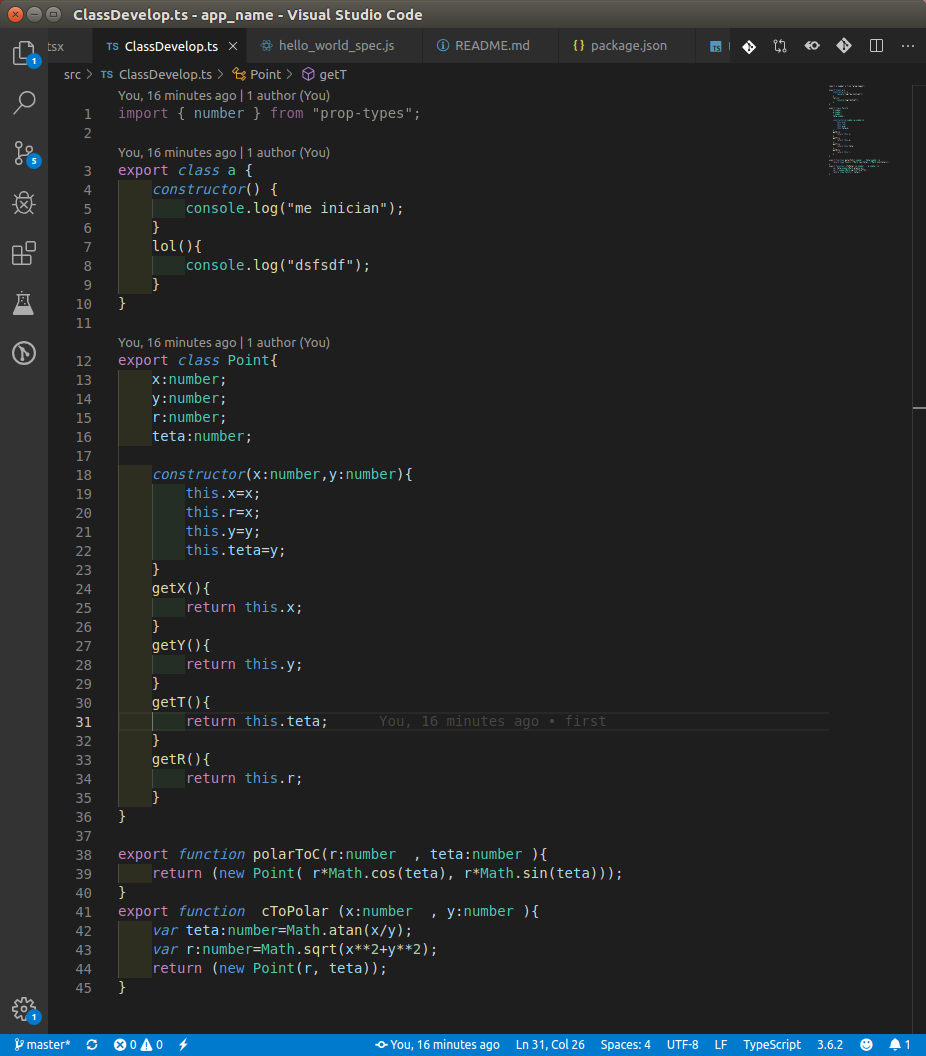 ClassDevelop.ts - app_name - Visual Studio Code
tsx
TS ClassDevelop.ts
hello_world_spec.js
README.md
{} package.json
TS
1
5
src > TS ClassDevelop.ts > Point > getT
You, 16 minutes ago | 1 author (You)
1 import { number } from "prop-types";
2
You, 16 minutes ago | 1 author (You)
3 export class a {
4 constructor() {
5 console.log("me inician");
6 }
7 lol(){
8 console.log("dsfsdf");
9 }
10 }
11
You, 16 minutes ago | 1 author (You)
12 export class Point{
13 x:number;
14 y:number;
15 r:number;
16 teta:number;
17
18 constructor(x:number,y:number){
19 this.x=x;
20 this.r=x;
21 this.y=y;
22 this.teta=y;
23 }
24 getX(){
25 return this.x;
26 }
27 getY(){
28 return this.y;
29 }
30 getT(){
31 return this.teta; You, 16 minutes ago • first
32 }
33 getR(){
34 return this.r;
35 }
36 }
37
38 export function polarToC(r:number , teta:number ){
39 return (new Point( r*Math.cos(teta), r*Math.sin(teta)));
40 }
41 export function cToPolar (x:number , y:number ){
42 var teta:number=Math.atan(x/y);
43 var r:number=Math.sqrt(x**2+y**2);
44 return (new Point(r, teta));
45 }
1
master* 0 0 You, 16 minutes ago Ln 31, Col 26 Spaces: 4 UTF-8 LF TypeScript 3.6.2 1